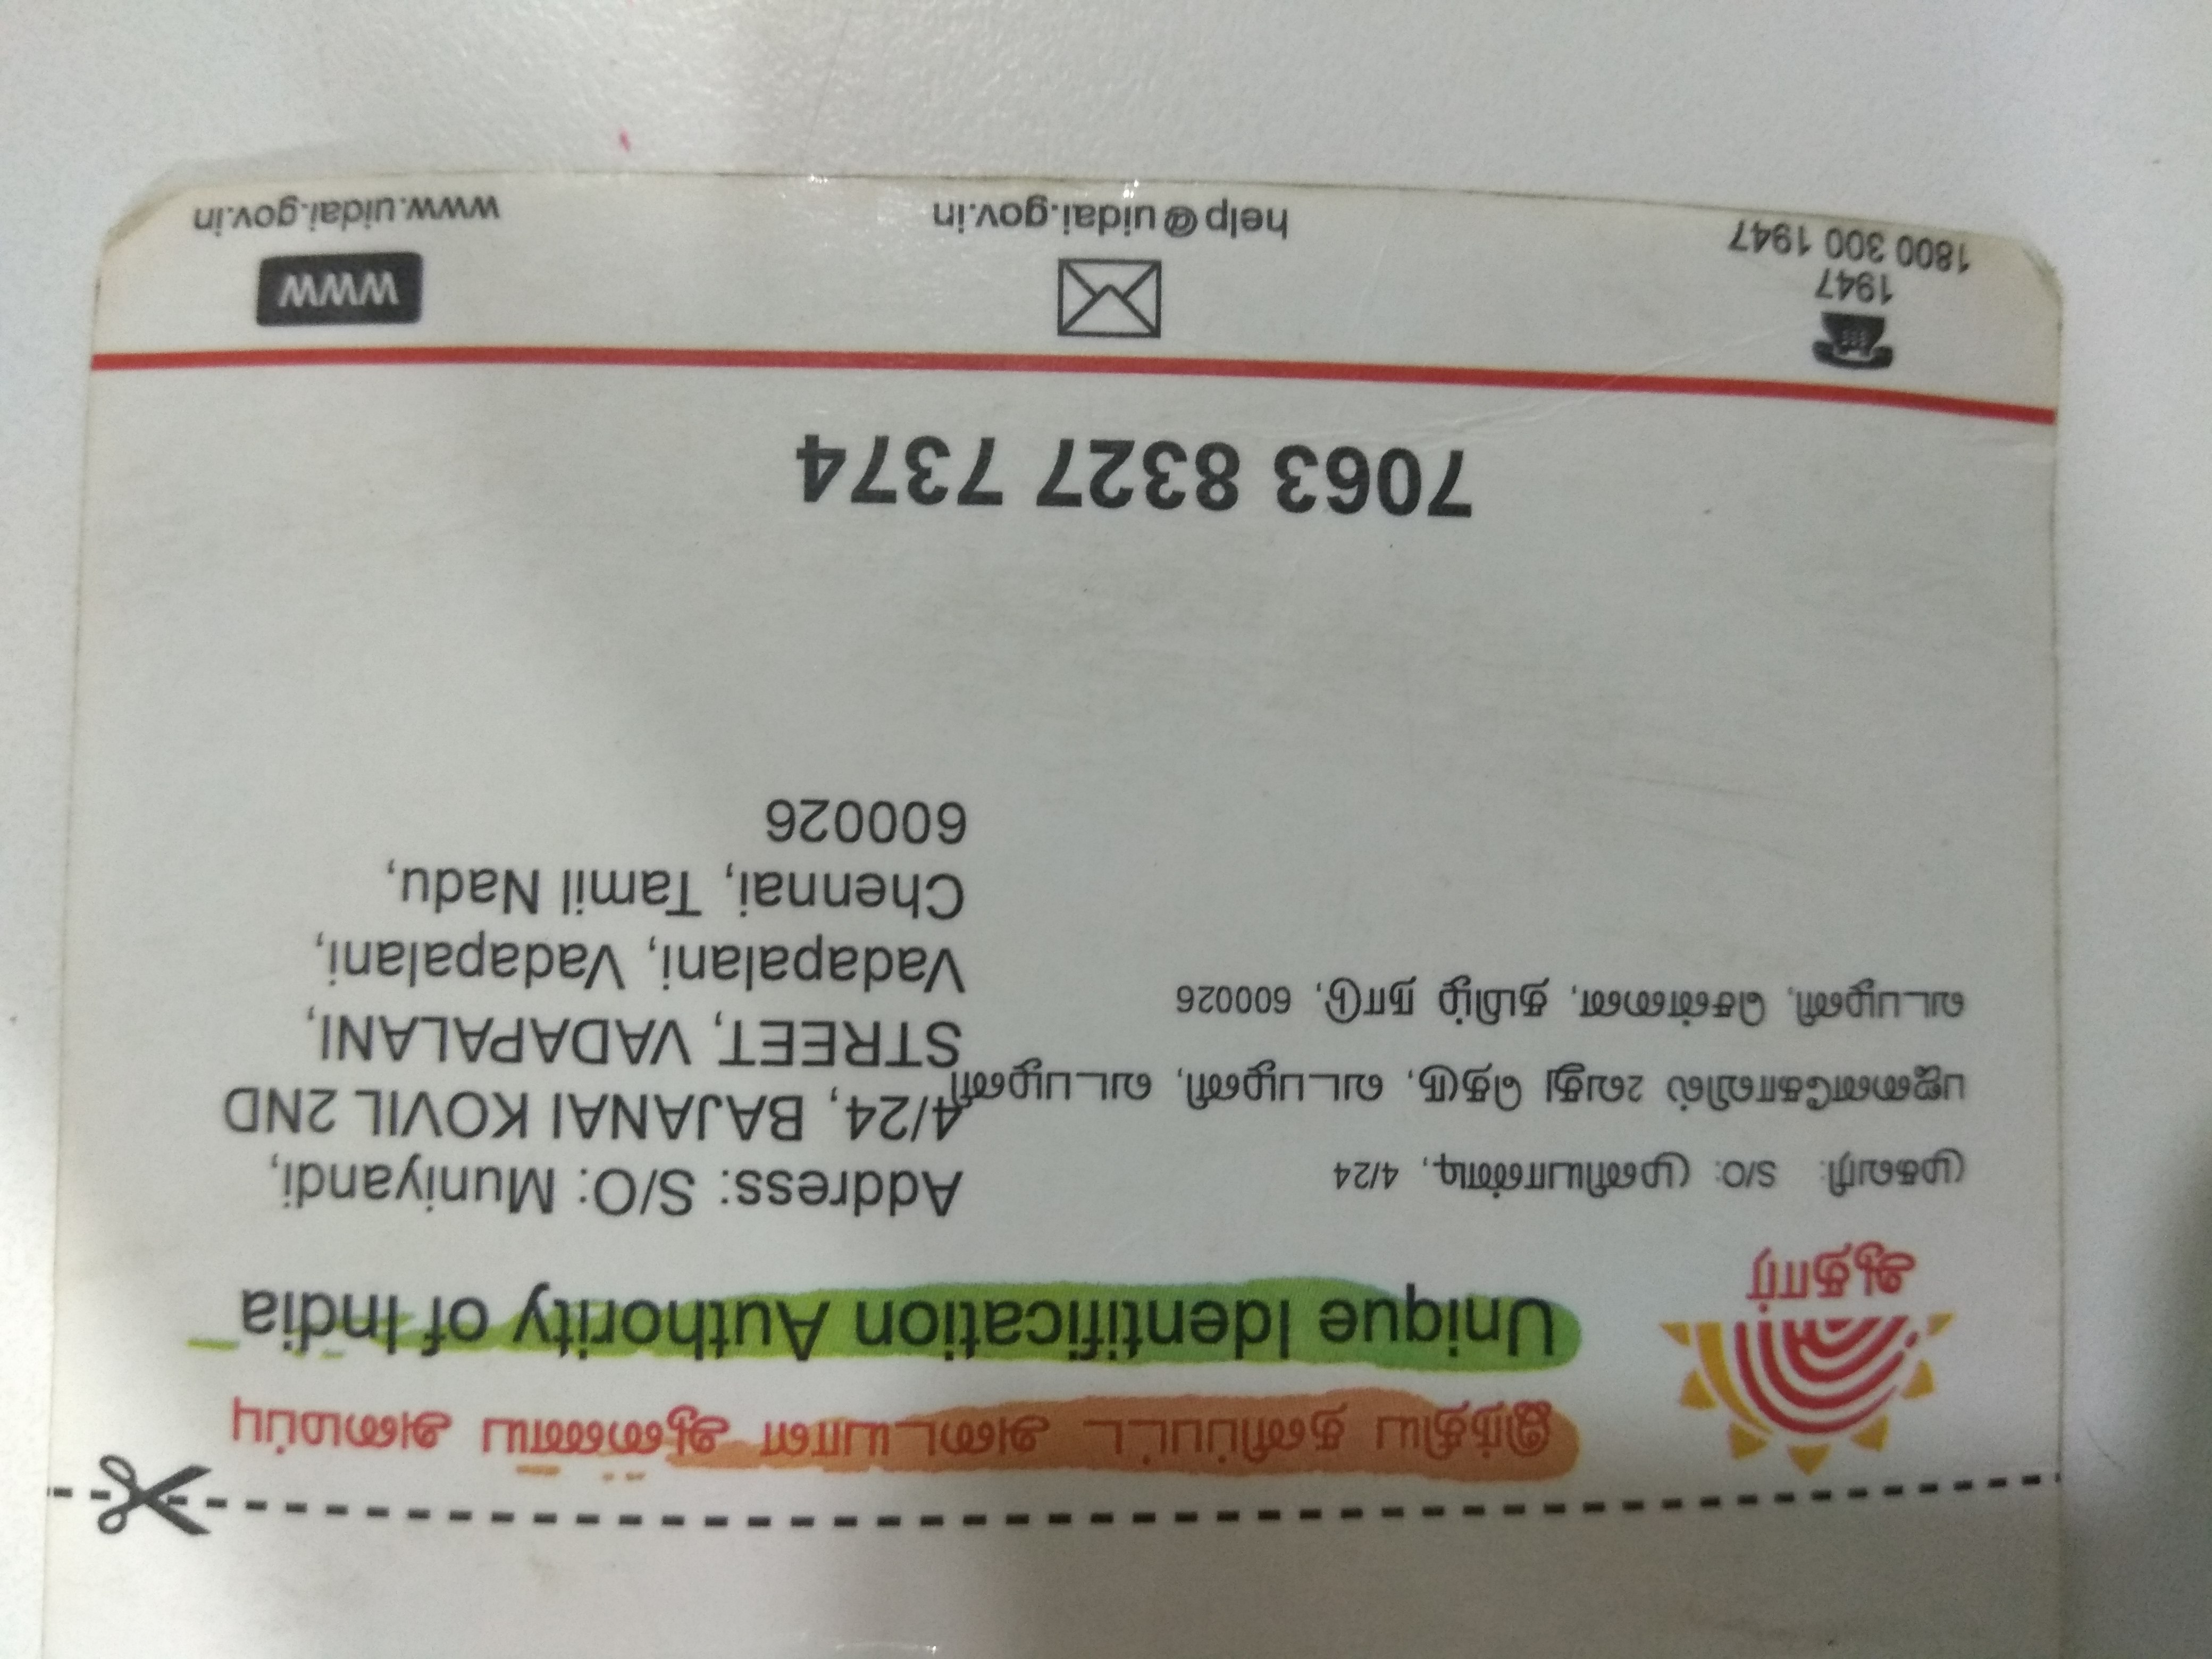 இந்திய தனிப்பட்ட அடையாள ஆணைய அமைப்பு
Unique Identification Authority of India
ஆதார்
முகவரி: S/O: முனியாண்டி, 4/24
பஜனைகோவில் 2வது தெரு, வடபழனி, வடபழனி
வடபழனி, சென்னை, தமிழ் நாடு, 600026
Address: S/O: Muniyandi,
4/24, BAJANAI KOVIL 2ND
STREET, VADAPALANI,
Vadapalani, Vadapalani,
Chennai, Tamil Nadu,
600026
7063 8327 7374
1947
1800 300 1947
help@uidai.gov.in
WWW
www.uidai.gov.in